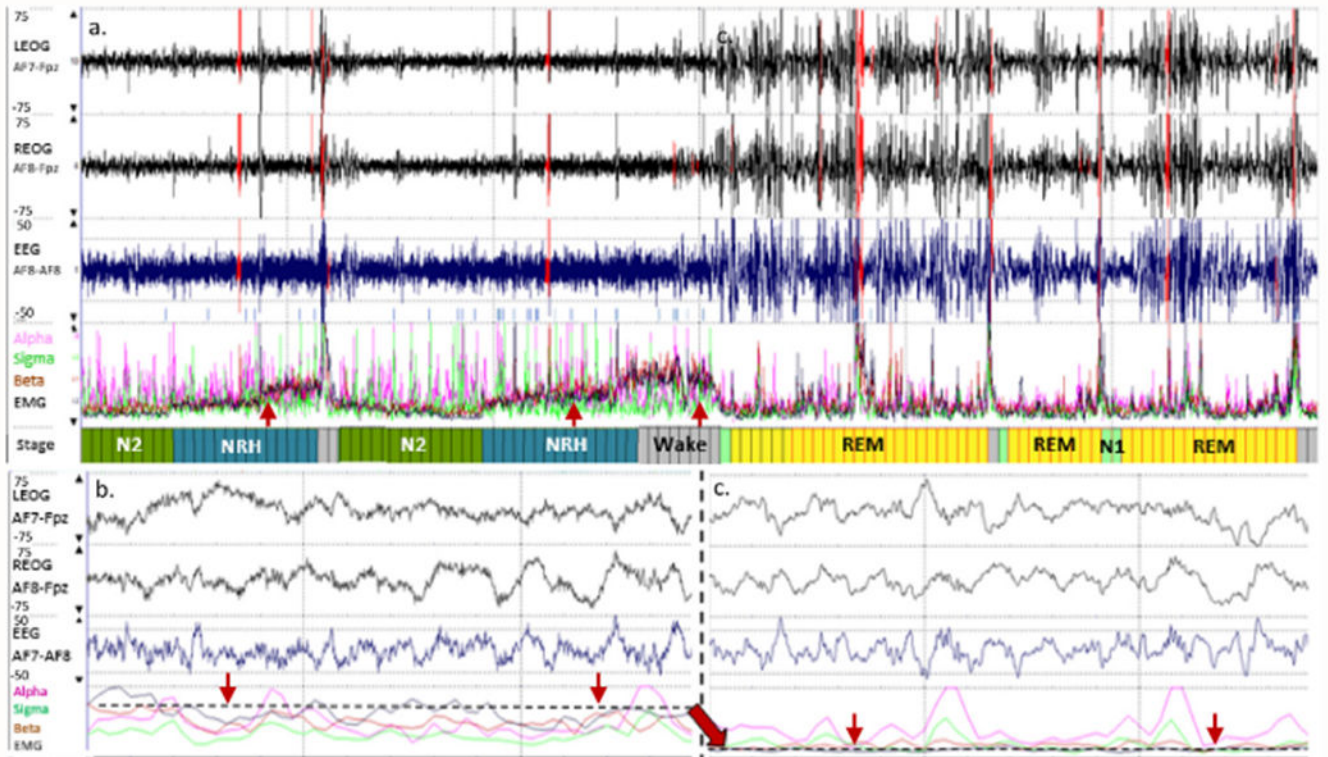 75
a.
LEOG
AF7-Fpz
-75
75
REOG
AF8-Fpz
-75
50
EEG
AF8-AF8
-50
Alpha
Sigma
Beta
EMG
c.
Stage N2 NRH N2 NRH Wake REM REM N1 REM
75
b.
LEOG
AF7-Fpz
-75
75
REOG
AF8-Fpz
-75
50
EEG
AF7-AF8
-50
Alpha
Sigma
Beta
EMG
c.